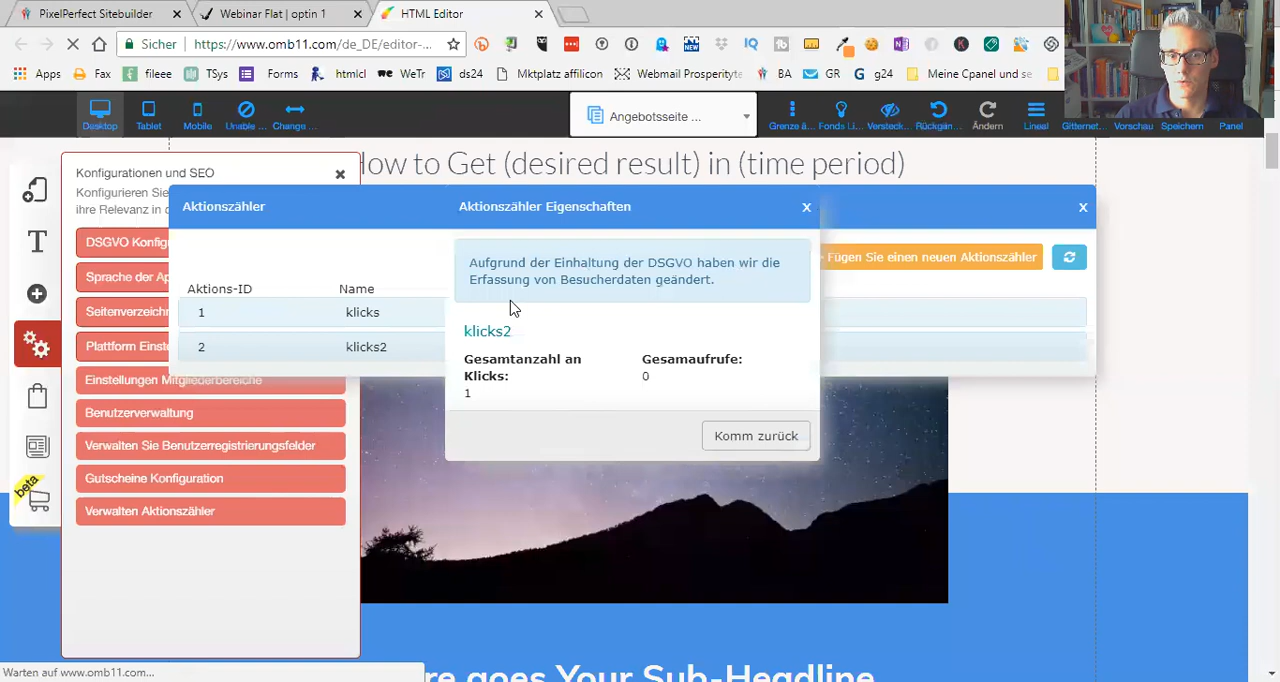 PixelPerfect Sitebuilder
Webinar Flat | optin 1
HTML Editor
Sicher
https://www.omb11.com/de_DE/editor-...
Apps
Fax
fileee
TSys
Forms
htmlcl
weTr
ds24
Mktplatz affilicon
Webmail Prosperityte
BA
GR
g24
Meine Cpanel und se
Desktop
Tablet
Mobile
Unable ...
Change ...
Angebotsseite ...
Grenze a...
Fonds Li...
Versteck...
Rückgän...
Ändern
Lineal
Gitternet...
Vorschau
Speichern
Panel
How to Get (desired result) in (time period)
Konfigurationen und SEO
Konfigurieren Sie
ihre Relevanz in d
DSGVO Konfig
Sprache der Ap
Seitenverzeichn
Plattform Einste
Einstellungen Mitgliederbereiche
Benutzerverwaltung
Verwalten Sie Benutzerregistrierungsfelder
Gutscheine Konfiguration
Verwalten Aktionszähler
beta
Aktionszähler
Fügen Sie einen neuen Aktionszähler
Aktions-ID
Name
1
klicks
2
klicks2
Aktionszähler Eigenschaften
x
x
Aufgrund der Einhaltung der DSGVO haben wir die
Erfassung von Besucherdaten geändert.
klicks2
Gesamtanzahl an
Klicks:
1
Gesamaufrufe:
0
Komm zurück
re goes Your Sub-Headline
Warten auf www.omb11.com...